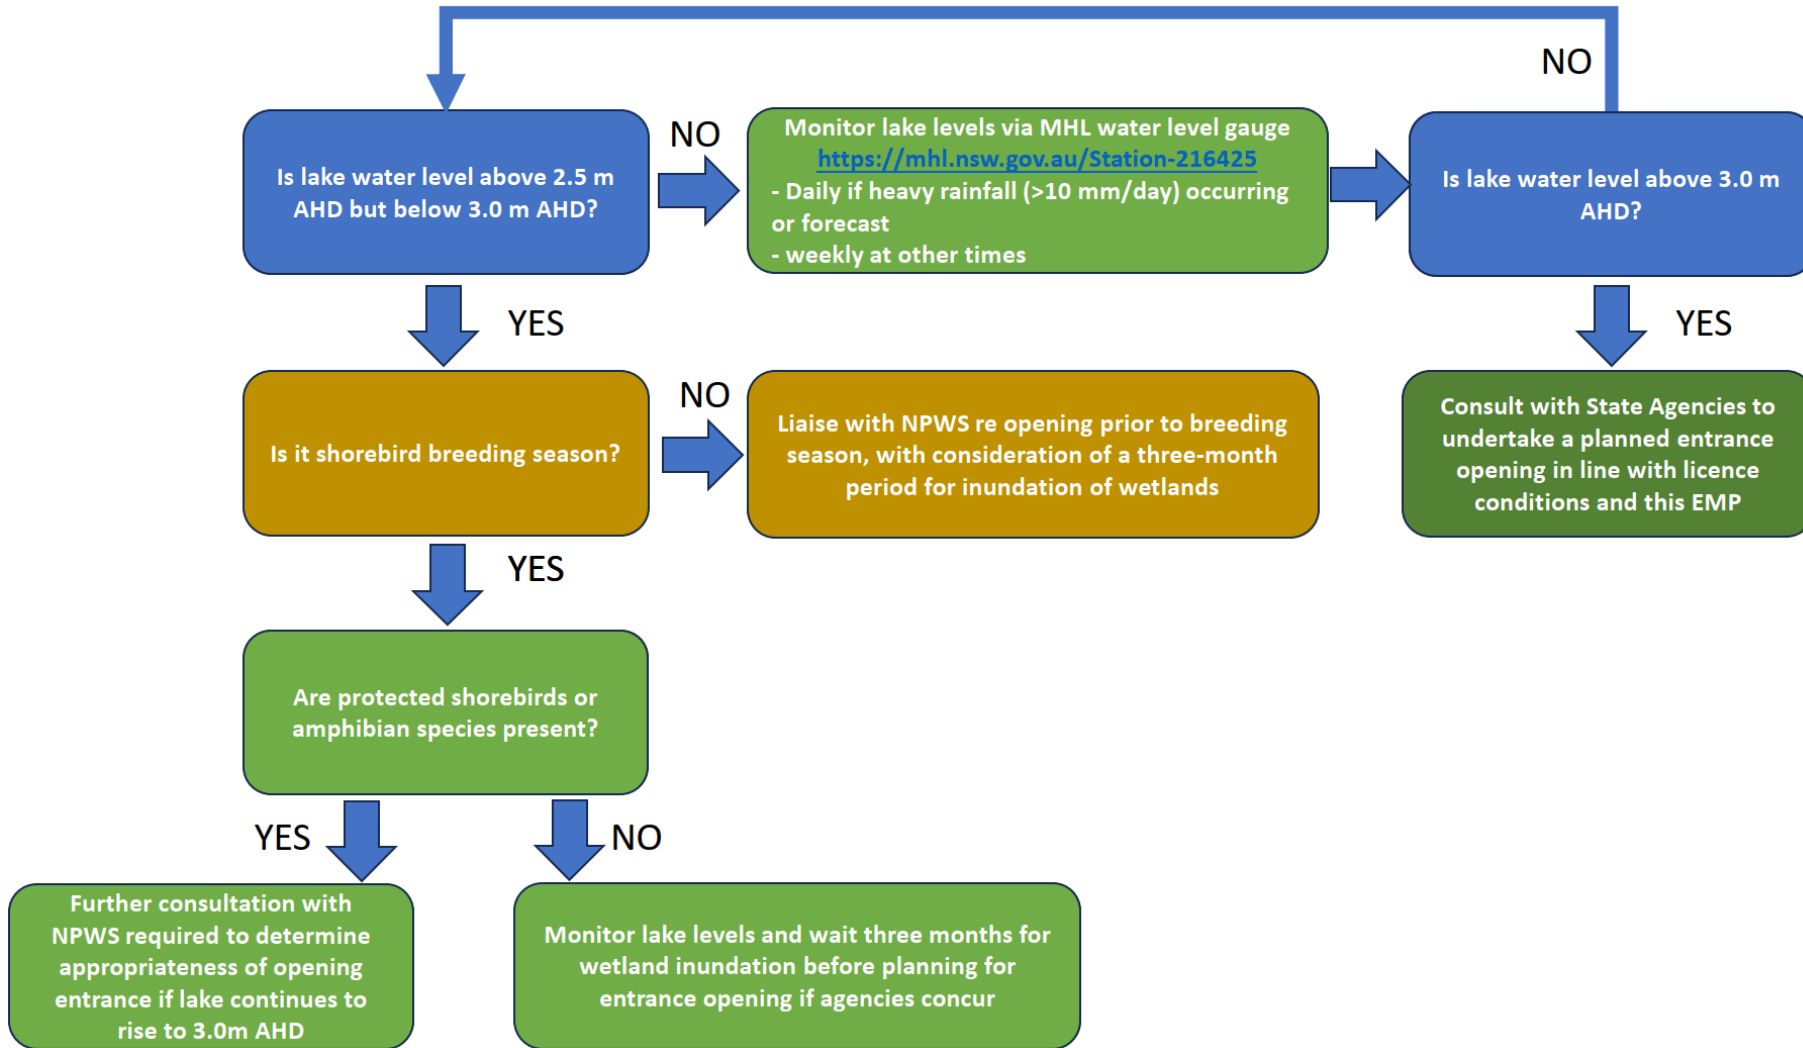 NO
Is lake water level above 2.5 m
AHD but below 3.0 m AHD?
NO
Monitor lake levels via MHL water level gauge
https://mhl.nsw.gov.au/Station-216425
- Daily if heavy rainfall (>10 mm/day) occurring
or forecast
- weekly at other times
Is lake water level above 3.0 m
AHD?
YES
YES
Is it shorebird breeding season?
NO
Liaise with NPWS re opening prior to breeding
season, with consideration of a three-month
period for inundation of wetlands
Consult with State Agencies to
undertake a planned entrance
opening in line with licence
conditions and this EMP
YES
Are protected shorebirds or
amphibian species present?
YES
NO
Further consultation with
NPWS required to determine
appropriateness of opening
entrance if lake continues to
rise to 3.0m AHD
Monitor lake levels and wait three months for
wetland inundation before planning for
entrance opening if agencies concur